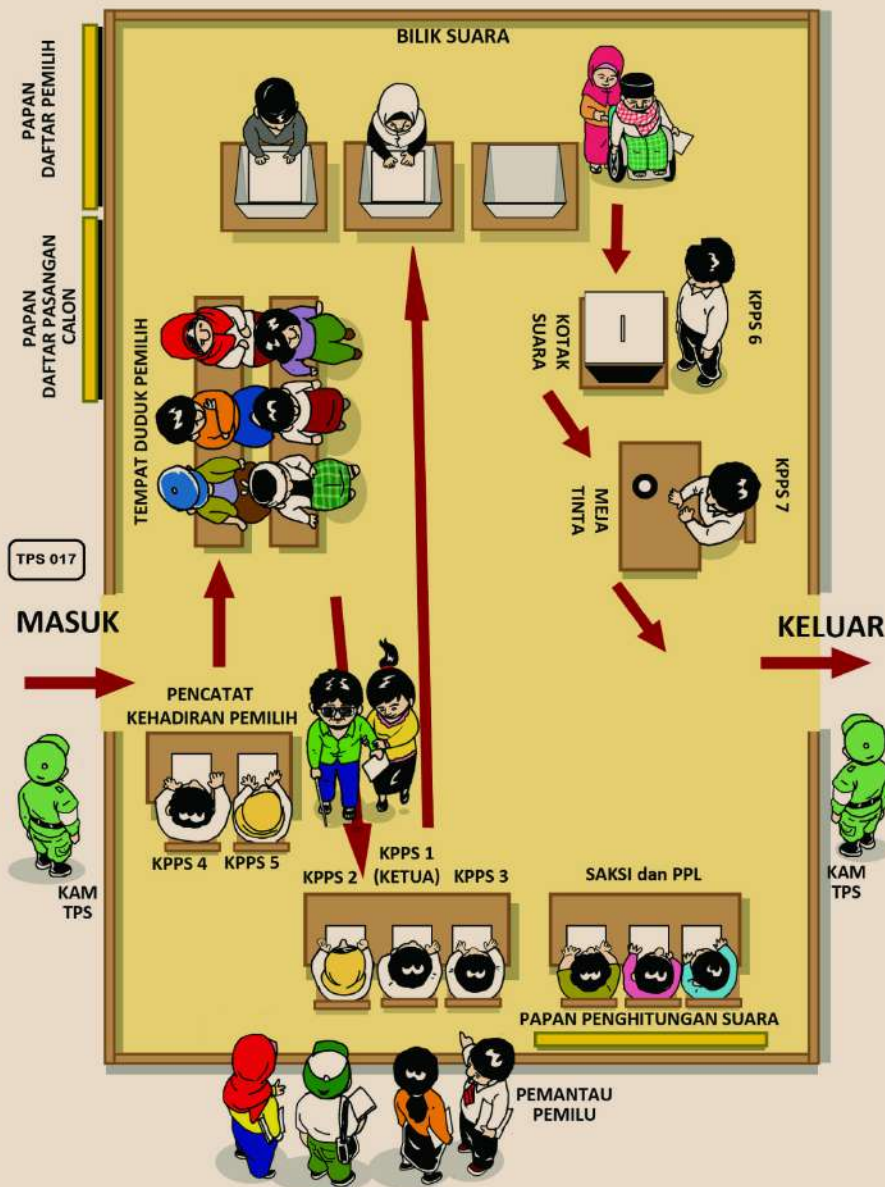 BILIK SUARA
PAPAN
DAFTAR PEMILIH
PAPAN
DAFTAR PASANGAN
CALON
TEMPAT DUDUK PEMILIH
KOTAK
SUARA
KPPS 6
MEJA
TINTA
KPPS 7
TPS 017
MASUK
KELUAR
PENCATAT
KEHADIRAN PEMILIH
KPPS 4
KPPS 5
KAM
TPS
KPPS 2
KPPS 1
(KETUA)
KPPS 3
SAKSI dan PPL
KAM
TPS
PAPAN PENGHITUNGAN SUARA
PEMANTAU
PEMILU